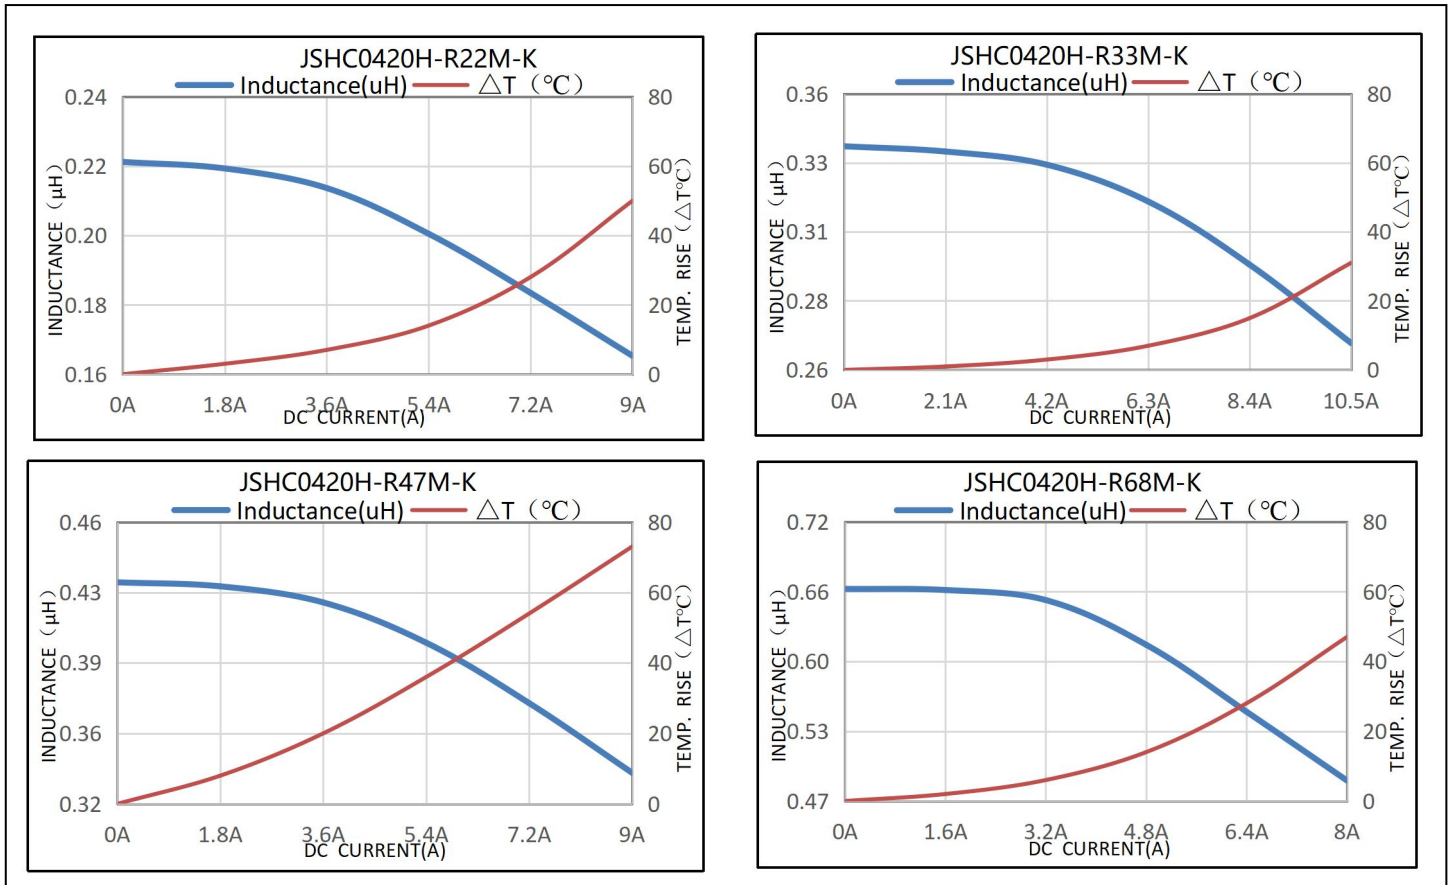 JSHC0420H-R22M-K
Inductance(uH) △T（℃）
0.24
0.22
0.20
0.18
0.16
INDUCTANCE（μH）
80
60
40
20
0
TEMP. RISE（△T℃）
0A 1.8A 3.6A 5.4A 7.2A 9A
DC CURRENT(A)
JSHC0420H-R33M-K
Inductance(uH) △T（℃）
0.36
0.33
0.31
0.28
0.26
INDUCTANCE（μH）
80
60
40
20
0
TEMP. RISE（△T℃）
0A 2.1A 4.2A 6.3A 8.4A 10.5A
DC CURRENT(A)
JSHC0420H-R47M-K
Inductance(uH) △T（℃）
0.46
0.43
0.39
0.36
0.32
INDUCTANCE（μH）
80
60
40
20
0
TEMP. RISE（△T℃）
0A 1.8A 3.6A 5.4A 7.2A 9A
DC CURRENT(A)
JSHC0420H-R68M-K
Inductance(uH) △T（℃）
0.72
0.66
0.60
0.53
0.47
INDUCTANCE（μH）
80
60
40
20
0
TEMP. RISE（△T℃）
0A 1.6A 3.2A 4.8A 6.4A 8A
DC CURRENT(A)